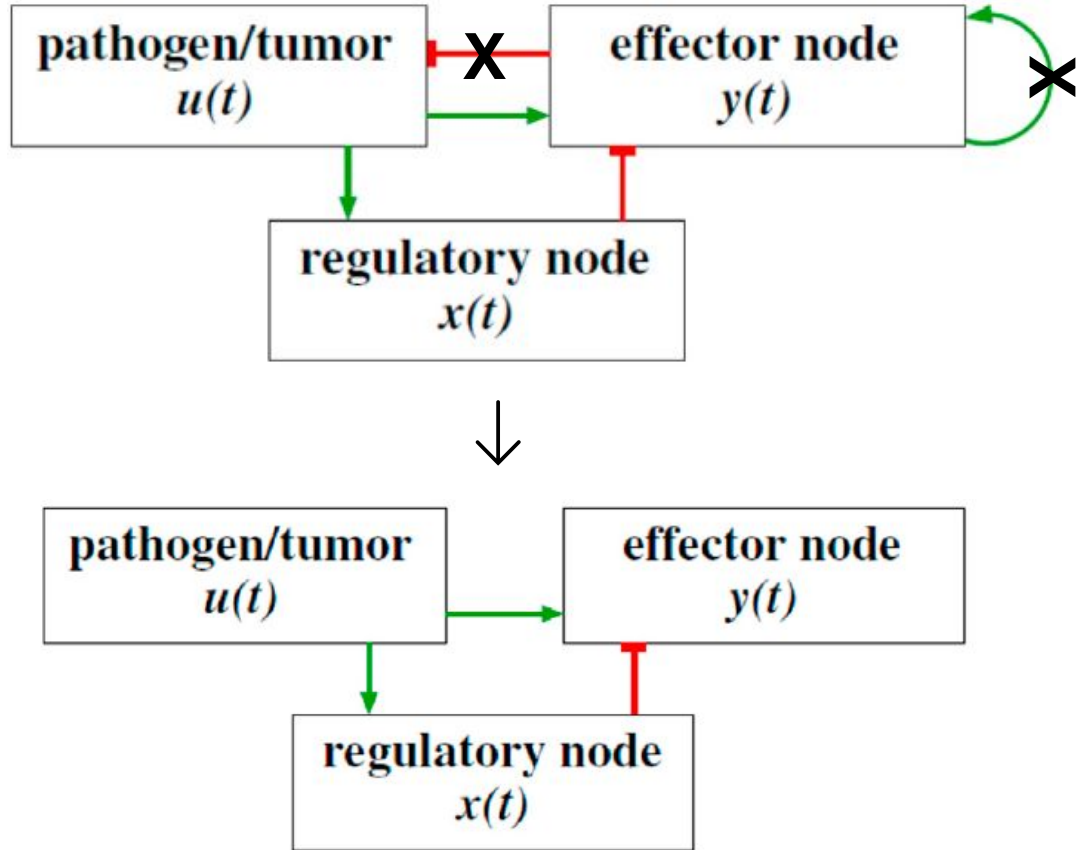 pathogen/tumor
u(t)
X
effector node
y(t)
X
regulatory node
x(t)
pathogen/tumor
u(t)
effector node
y(t)
regulatory node
x(t)